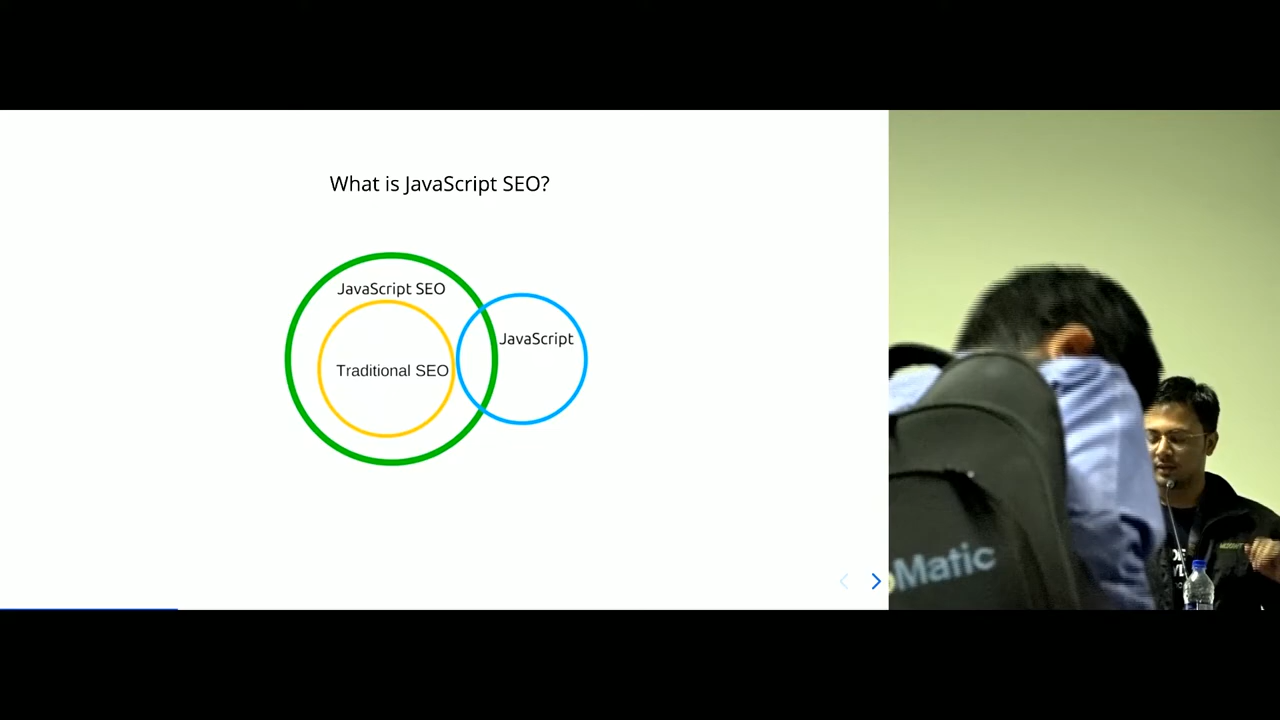 What is JavaScript SEO?
JavaScript SEO
JavaScript
Traditional SEO
Matic